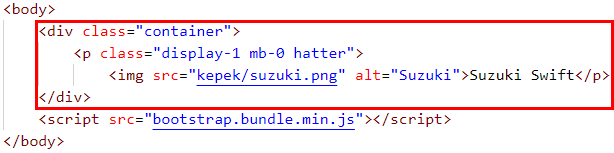 <body>
<div class="container">
<p class="display-1 mb-0 hatter">
<img src="kepek/suzuki.png" alt="Suzuki">Suzuki Swift</p>
</div>
<script src="bootstrap.bundle.min.js"></script>
</body>